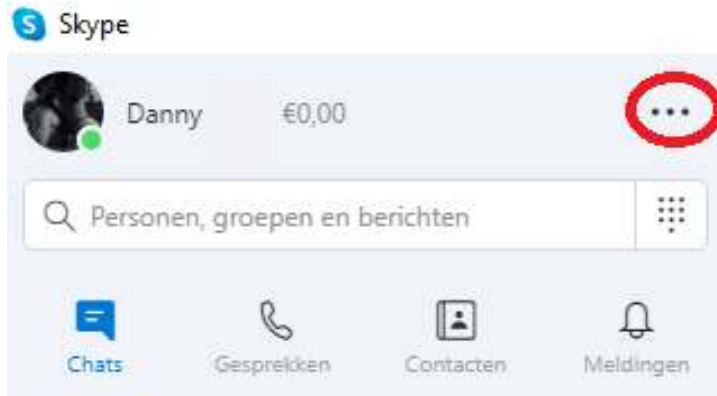 Skype
Danny €0,00
Personen, groepen en berichten
Chats Gesprekken Contacten Meldingen